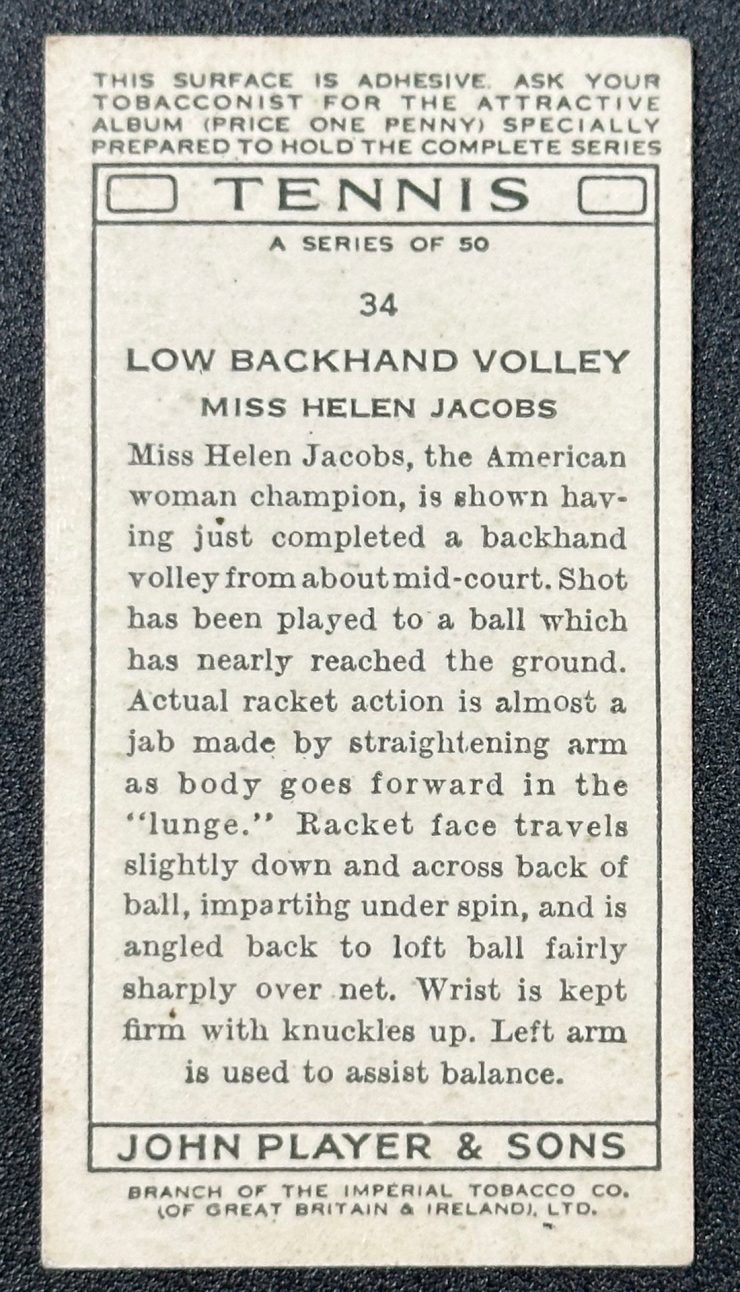 THIS SURFACE IS ADHESIVE. ASK YOUR
TOBACCONIST FOR THE ATTRACTIVE
ALBUM (PRICE ONE PENNY) SPECIALLY
PREPARED TO HOLD THE COMPLETE SERIES
TENNIS
A SERIES OF 50
34
LOW BACKHAND VOLLEY
MISS HELEN JACOBS
Miss Helen Jacobs, the American
woman champion, is shown hav-
ing just completed a backhand
volley from about mid-court. Shot
has been played to a ball which
has nearly reached the ground.
Actual racket action is almost a
jab made by straightening arm
as body goes forward in the
“lunge.” Racket face travels
slightly down and across back of
ball, imparting under spin, and is
angled back to loft ball fairly
sharply over net. Wrist is kept
firm with knuckles up. Left arm
is used to assist balance.
JOHN PLAYER & SONS
BRANCH OF THE IMPERIAL TOBACCO CO.
(OF GREAT BRITAIN & IRELAND), LTD.